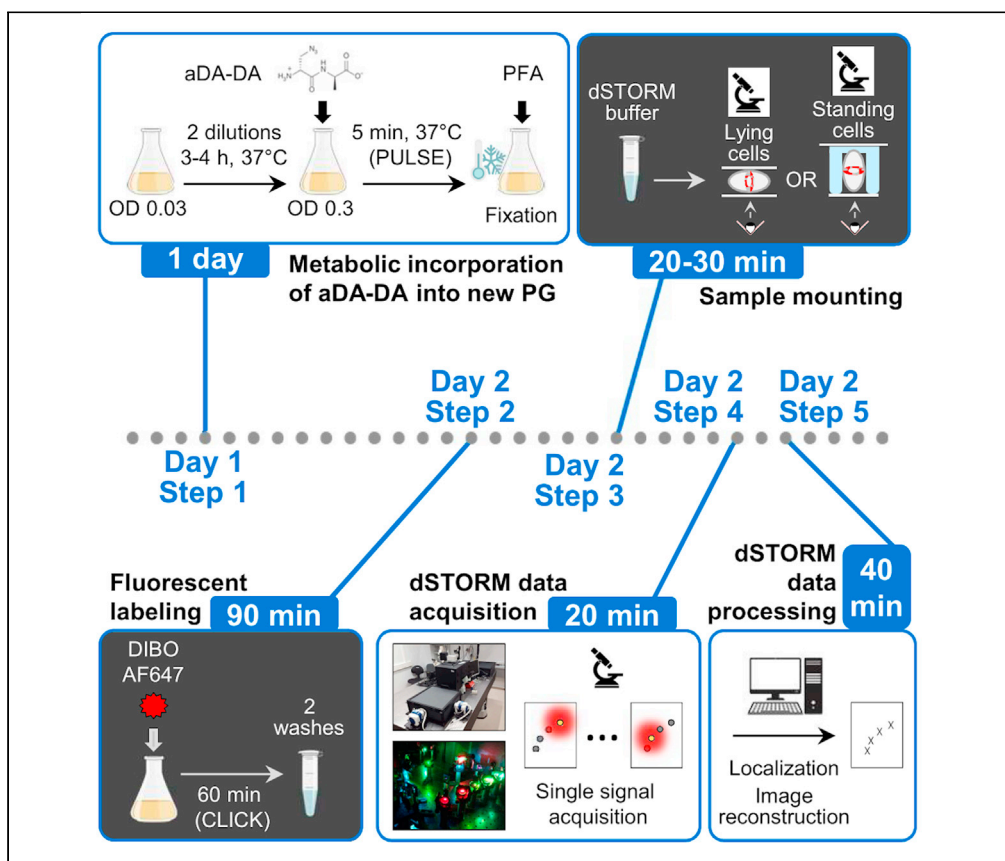 aDA-DA
N₃
H₃N⁺
N
H
O
O
O⁻
PFA
2 dilutions
3-4 h, 37°C
5 min, 37°C
(PULSE)
OD 0.03
OD 0.3
Fixation
1 day
Metabolic incorporation
of aDA-DA into new PG
dSTORM
buffer
Lying
cells
OR
Standing
cells
20-30 min
Sample mounting
Day 1
Step 1
Day 2
Step 2
Day 2
Step 3
Day 2
Step 4
Day 2
Step 5
Fluorescent
labeling
90 min
DIBO
AF647
60 min
(CLICK)
2
washes
dSTORM data
acquisition
20 min
Single signal
acquisition
dSTORM
data
processing
40
min
Localization
Image
reconstruction